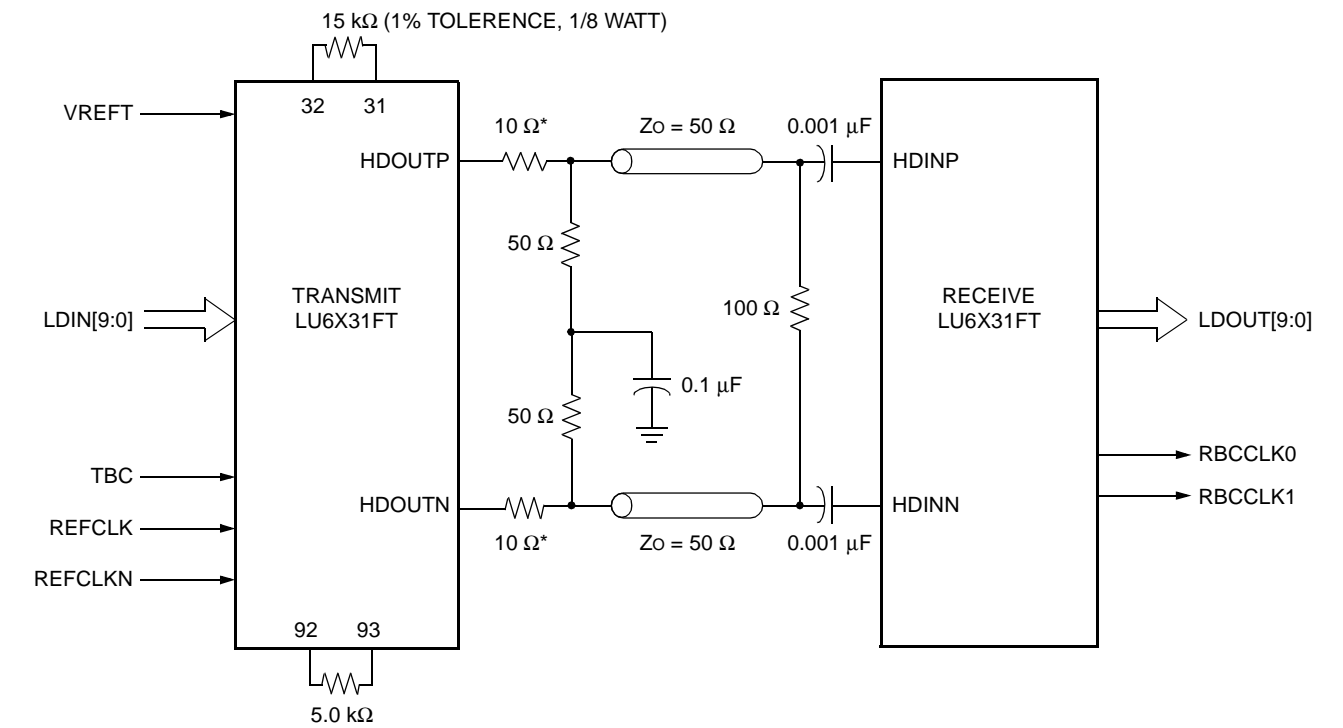 15 kΩ (1% TOLERENCE, 1/8 WATT)
32 31
VREFT
10 Ω*
ZO = 50 Ω
0.001 μF
HDOUTP
HDINP
50 Ω
TRANSMIT
LU6X31FT
LDIN[9:0]
100 Ω
RECEIVE
LU6X31FT
LDOUT[9:0]
0.1 μF
50 Ω
TBC
RBCCLK0
HDOUTN
HDINN
RBCCLK1
REFCLK
10 Ω*
ZO = 50 Ω
0.001 μF
REFCLKN
92 93
5.0 kΩ